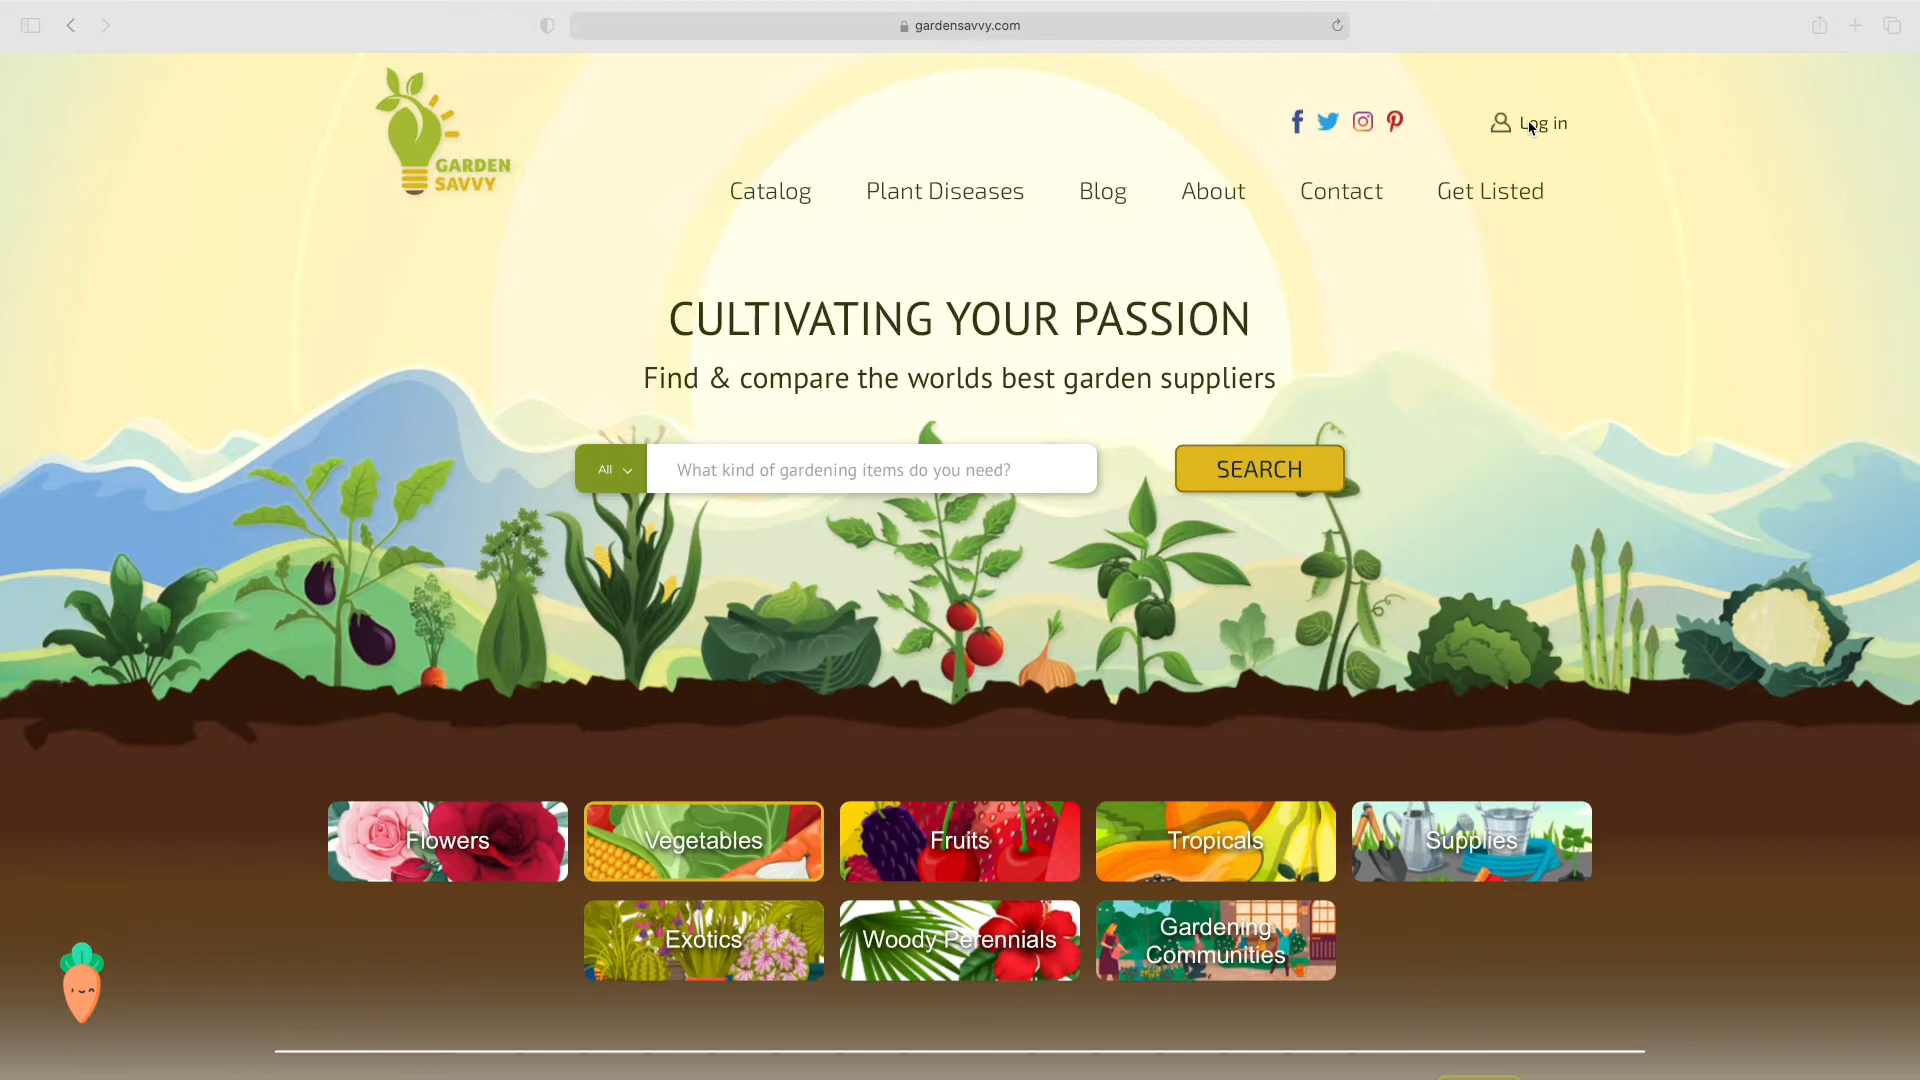 gardensavvy.com
GARDEN
SAVVY
Log in
Catalog
Plant Diseases
Blog
About
Contact
Get Listed
CULTIVATING YOUR PASSION
Find & compare the worlds best garden suppliers
All
What kind of gardening items do you need?
SEARCH
Flowers
Vegetables
Fruits
Tropicals
Supplies
Exotics
Woody Perennials
Gardening
Communities